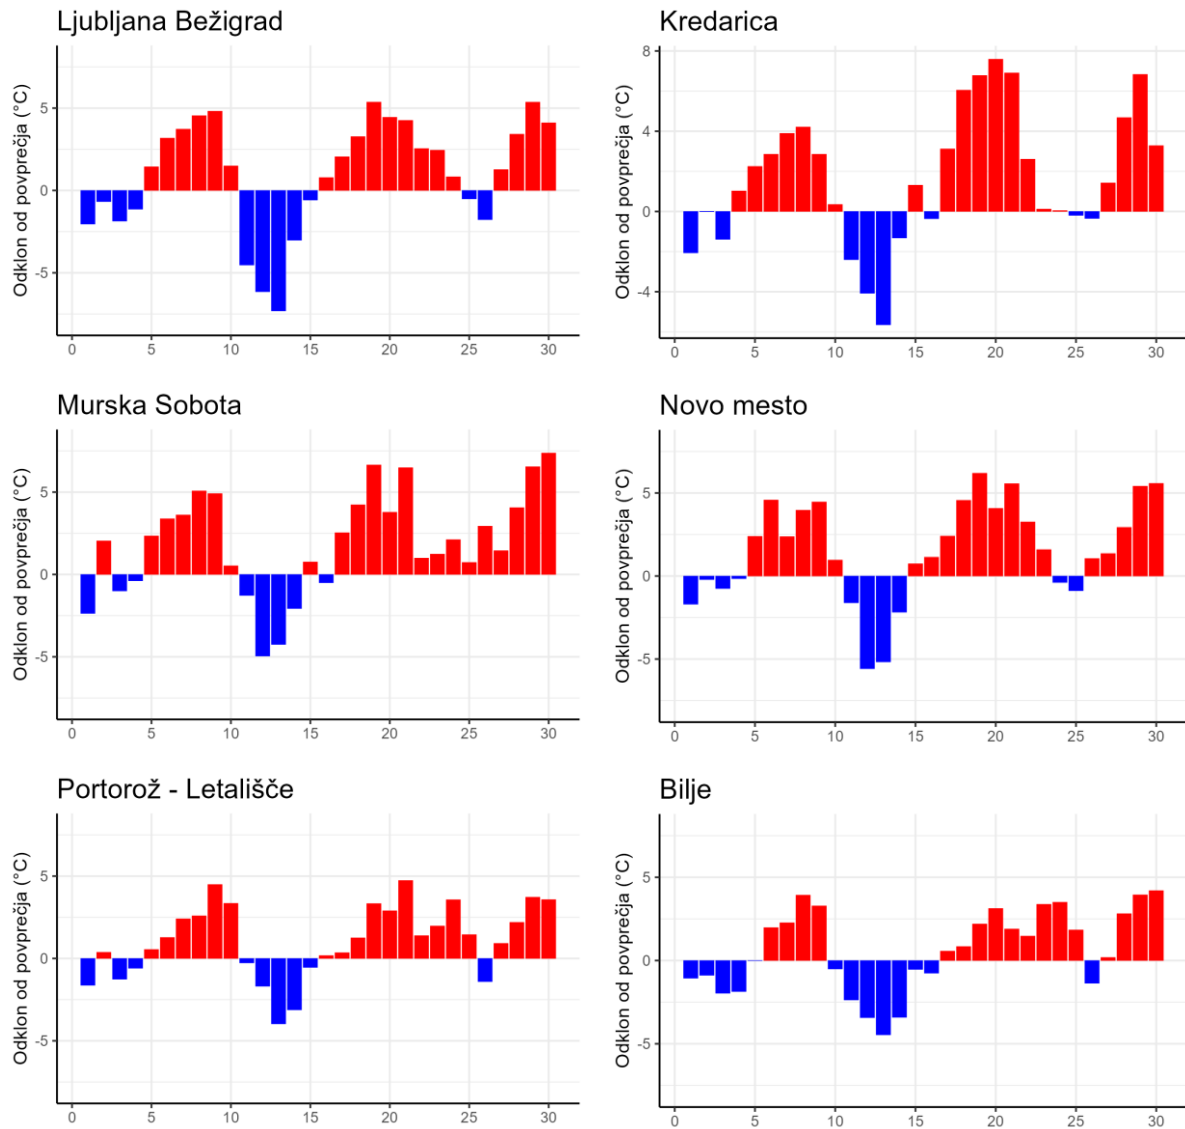 Ljubljana Bežigrad
Odklon od povprečja (°C)
5
0
-5
0 5 10 15 20 25 30
Kredarica
Odklon od povprečja (°C)
8
4
0
-4
0 5 10 15 20 25 30
Murska Sobota
Odklon od povprečja (°C)
5
0
-5
0 5 10 15 20 25 30
Novo mesto
Odklon od povprečja (°C)
5
0
-5
0 5 10 15 20 25 30
Portorož - Letališče
Odklon od povprečja (°C)
5
0
-5
0 5 10 15 20 25 30
Bilje
Odklon od povprečja (°C)
5
0
-5
0 5 10 15 20 25 30